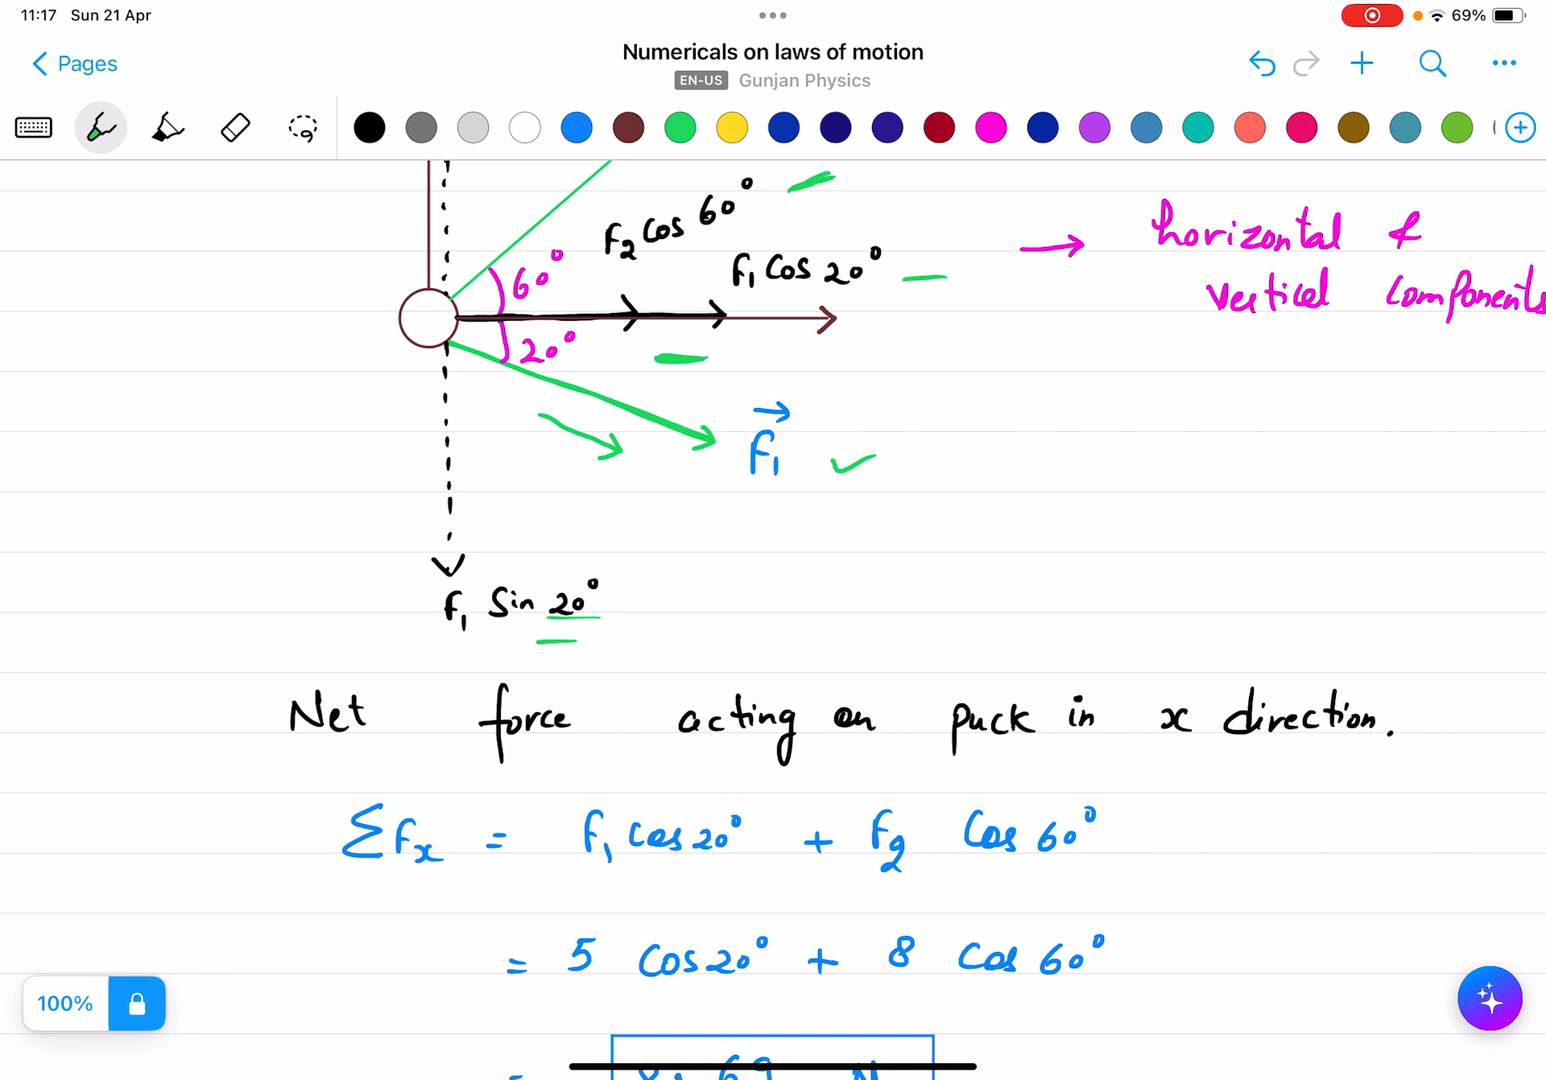 11:17 Sun 21 Apr
69%
Pages
Numericals on laws of motion
EN-US Gunjan Physics
F₂ Cos 60°
F₁ Cos 20°
→ horizontal &
vertical components
60°
20°
F₁
F₁ Sin 20°
Net force acting on puck in x direction.
ΣFx = F₁ Cos 20° + F₂ Cos 60°
= 5 Cos 20° + 8 Cos 60°
100%
=